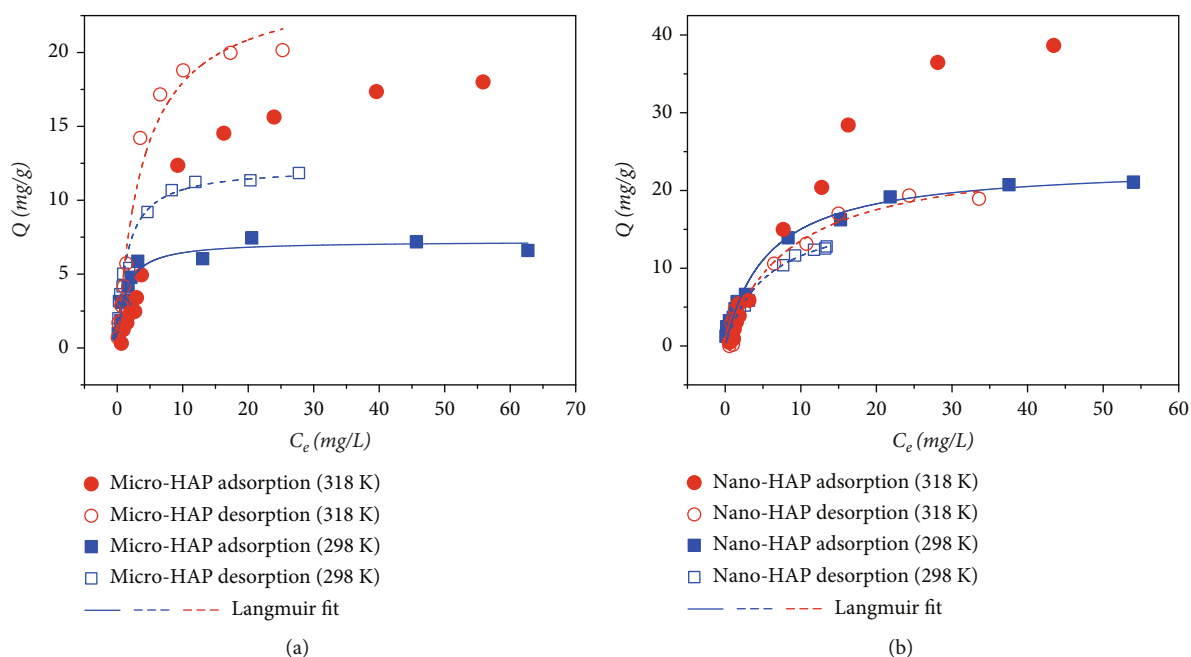 20
15
10
5
0
Q (mg/g)
0 10 20 30 40 50 60 70
C_e (mg/L)
Micro-HAP adsorption (318 K)
Micro-HAP desorption (318 K)
Micro-HAP adsorption (298 K)
Micro-HAP desorption (298 K)
Langmuir fit
(a)
40
30
20
10
0
Q (mg/g)
0 10 20 30 40 50 60
C_e (mg/L)
Nano-HAP adsorption (318 K)
Nano-HAP desorption (318 K)
Nano-HAP adsorption (298 K)
Nano-HAP desorption (298 K)
Langmuir fit
(b)